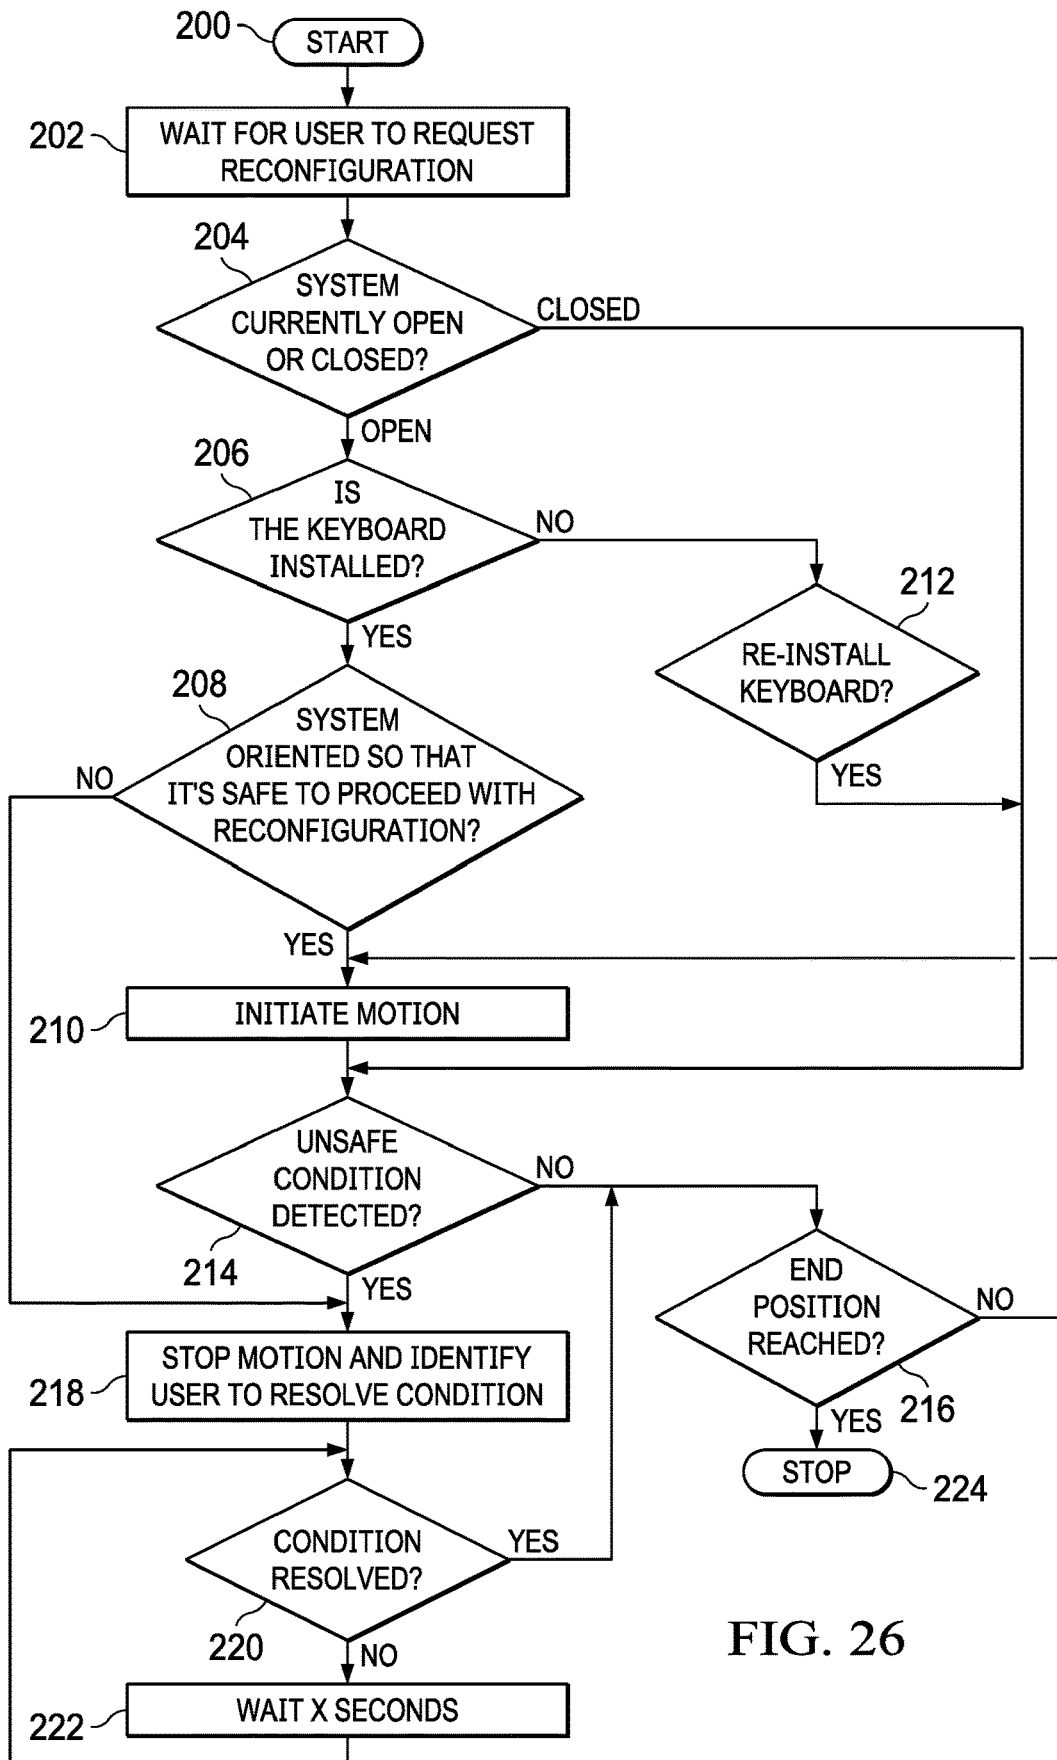 200
START
202
WAIT FOR USER TO REQUEST
RECONFIGURATION
204
SYSTEM
CURRENTLY OPEN
OR CLOSED?
CLOSED
OPEN
206
IS
THE KEYBOARD
INSTALLED?
NO
YES
212
RE-INSTALL
KEYBOARD?
YES
208
SYSTEM
ORIENTED SO THAT
IT'S SAFE TO PROCEED WITH
RECONFIGURATION?
NO
YES
210
INITIATE MOTION
UNSAFE
CONDITION
DETECTED?
NO
214
YES
END
POSITION
REACHED?
NO
216
YES
218
STOP MOTION AND IDENTIFY
USER TO RESOLVE CONDITION
STOP
224
CONDITION
RESOLVED?
YES
220
NO
222
WAIT X SECONDS
FIG. 26